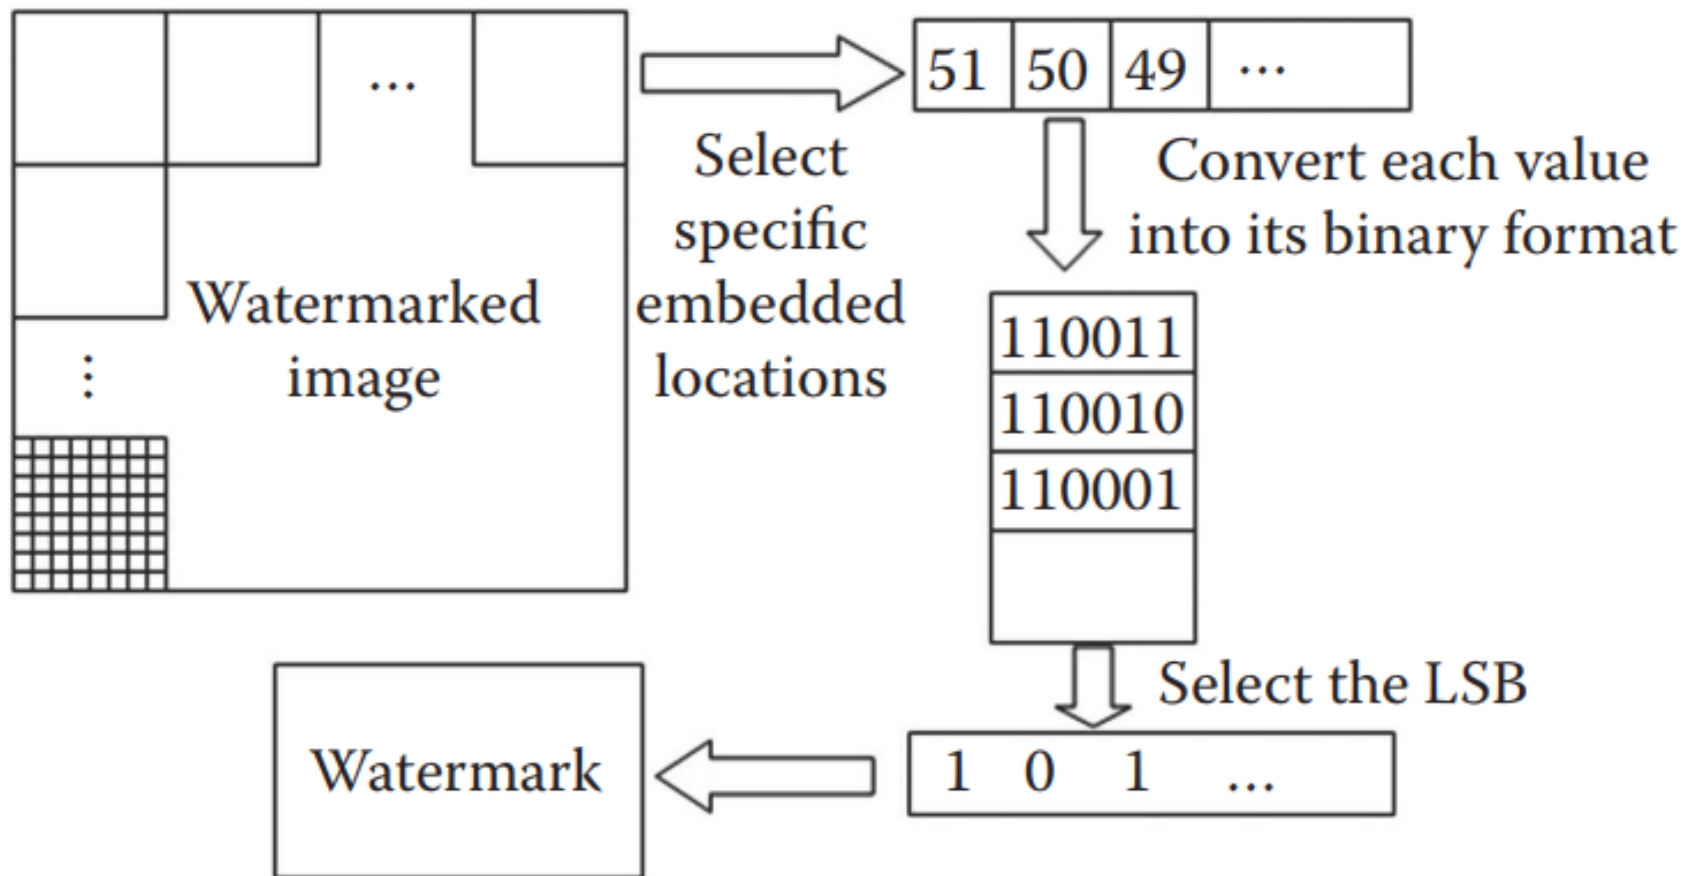 ...
51 50 49 ...
Select
specific
embedded
locations
Convert each value
into its binary format
Watermarked
image
⋮
110011
110010
110001
Select the LSB
1 0 1 ...
Watermark